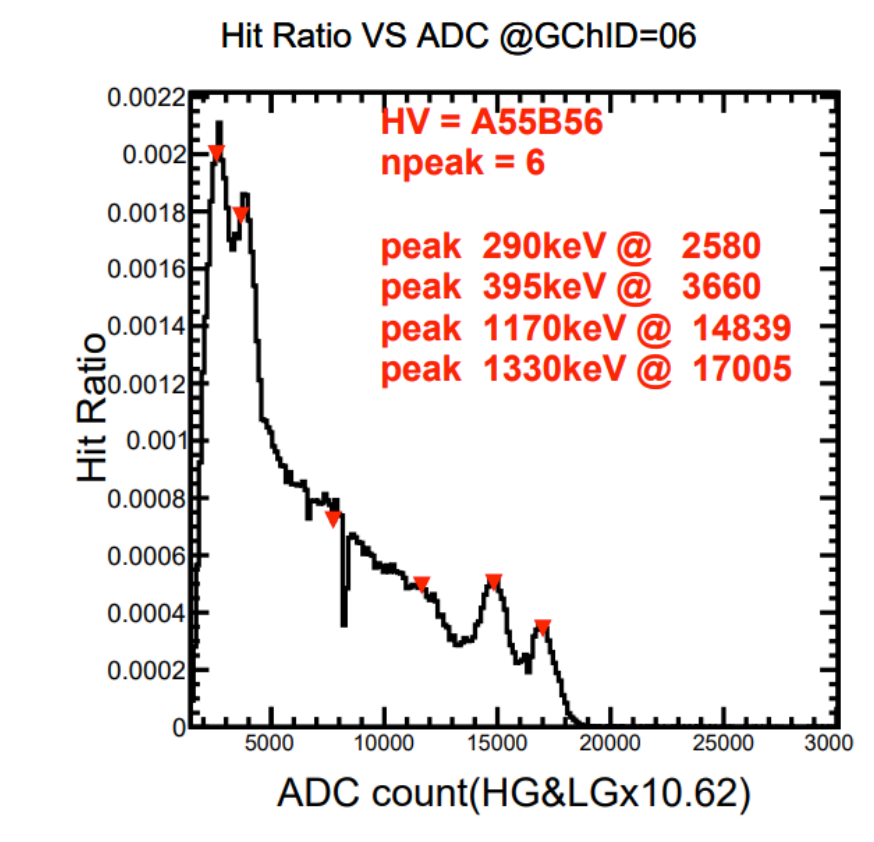 Hit Ratio VS ADC @GChID=06
HV = A55B56
npeak = 6
peak 290keV @ 2580
peak 395keV @ 3660
peak 1170keV @ 14839
peak 1330keV @ 17005
Hit Ratio
0.0022
0.002
0.0018
0.0016
0.0014
0.0012
0.001
0.0008
0.0006
0.0004
0.0002
0
5000 10000 15000 20000 25000 3000
ADC count(HG&LGx10.62)